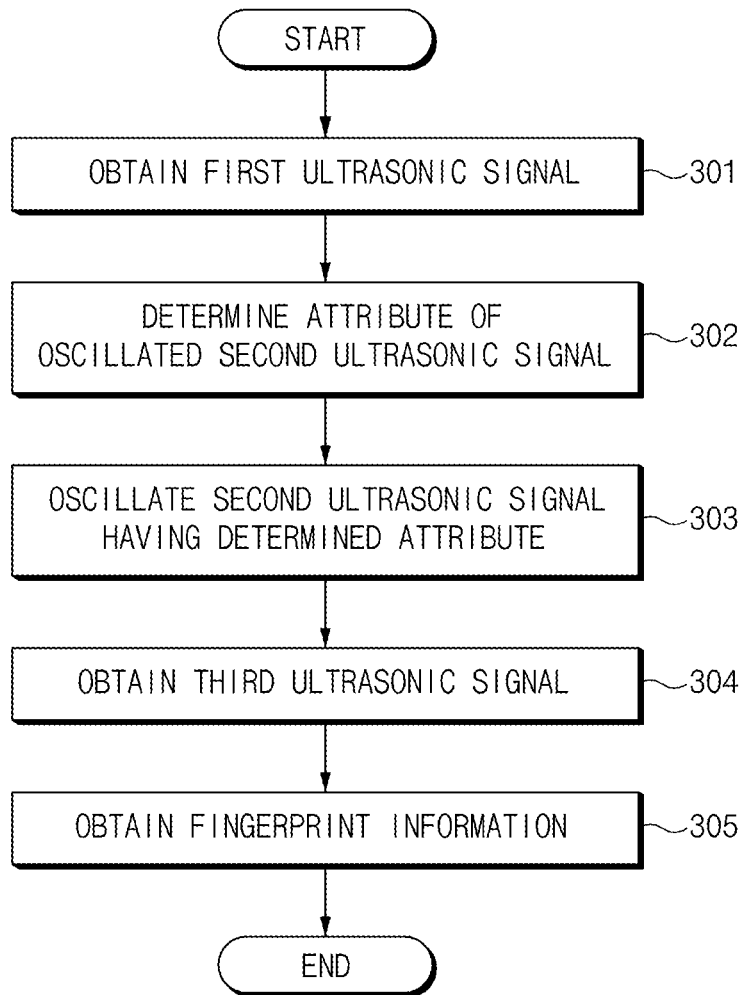 START
OBTAIN FIRST ULTRASONIC SIGNAL
301
DETERMINE ATTRIBUTE OF
OSCILLATED SECOND ULTRASONIC SIGNAL
302
OSCILLATE SECOND ULTRASONIC SIGNAL
HAVING DETERMINED ATTRIBUTE
303
OBTAIN THIRD ULTRASONIC SIGNAL
304
OBTAIN FINGERPRINT INFORMATION
305
END